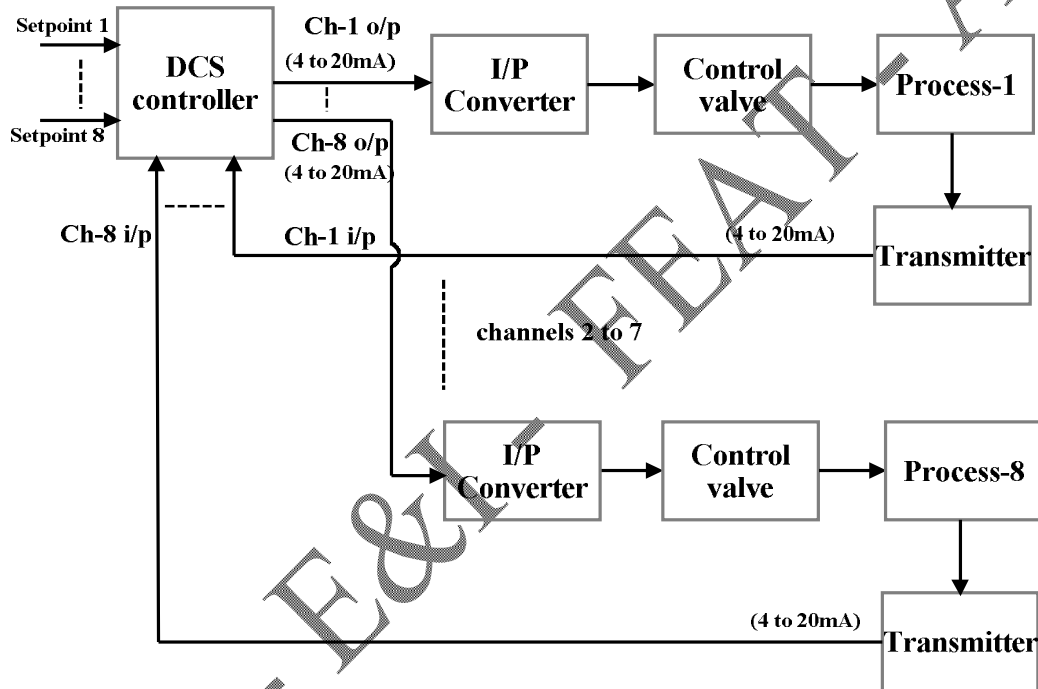 Setpoint 1
Setpoint 8
DCS
controller
Ch-1 o/p
(4 to 20mA)
Ch-8 o/p
(4 to 20mA)
I/P
Converter
Control
valve
Process-1
Transmitter
(4 to 20mA)
Ch-1 i/p
Ch-8 i/p
channels 2 to 7
I/P
Converter
Control
valve
Process-8
Transmitter
(4 to 20mA)
E&I - FEAT